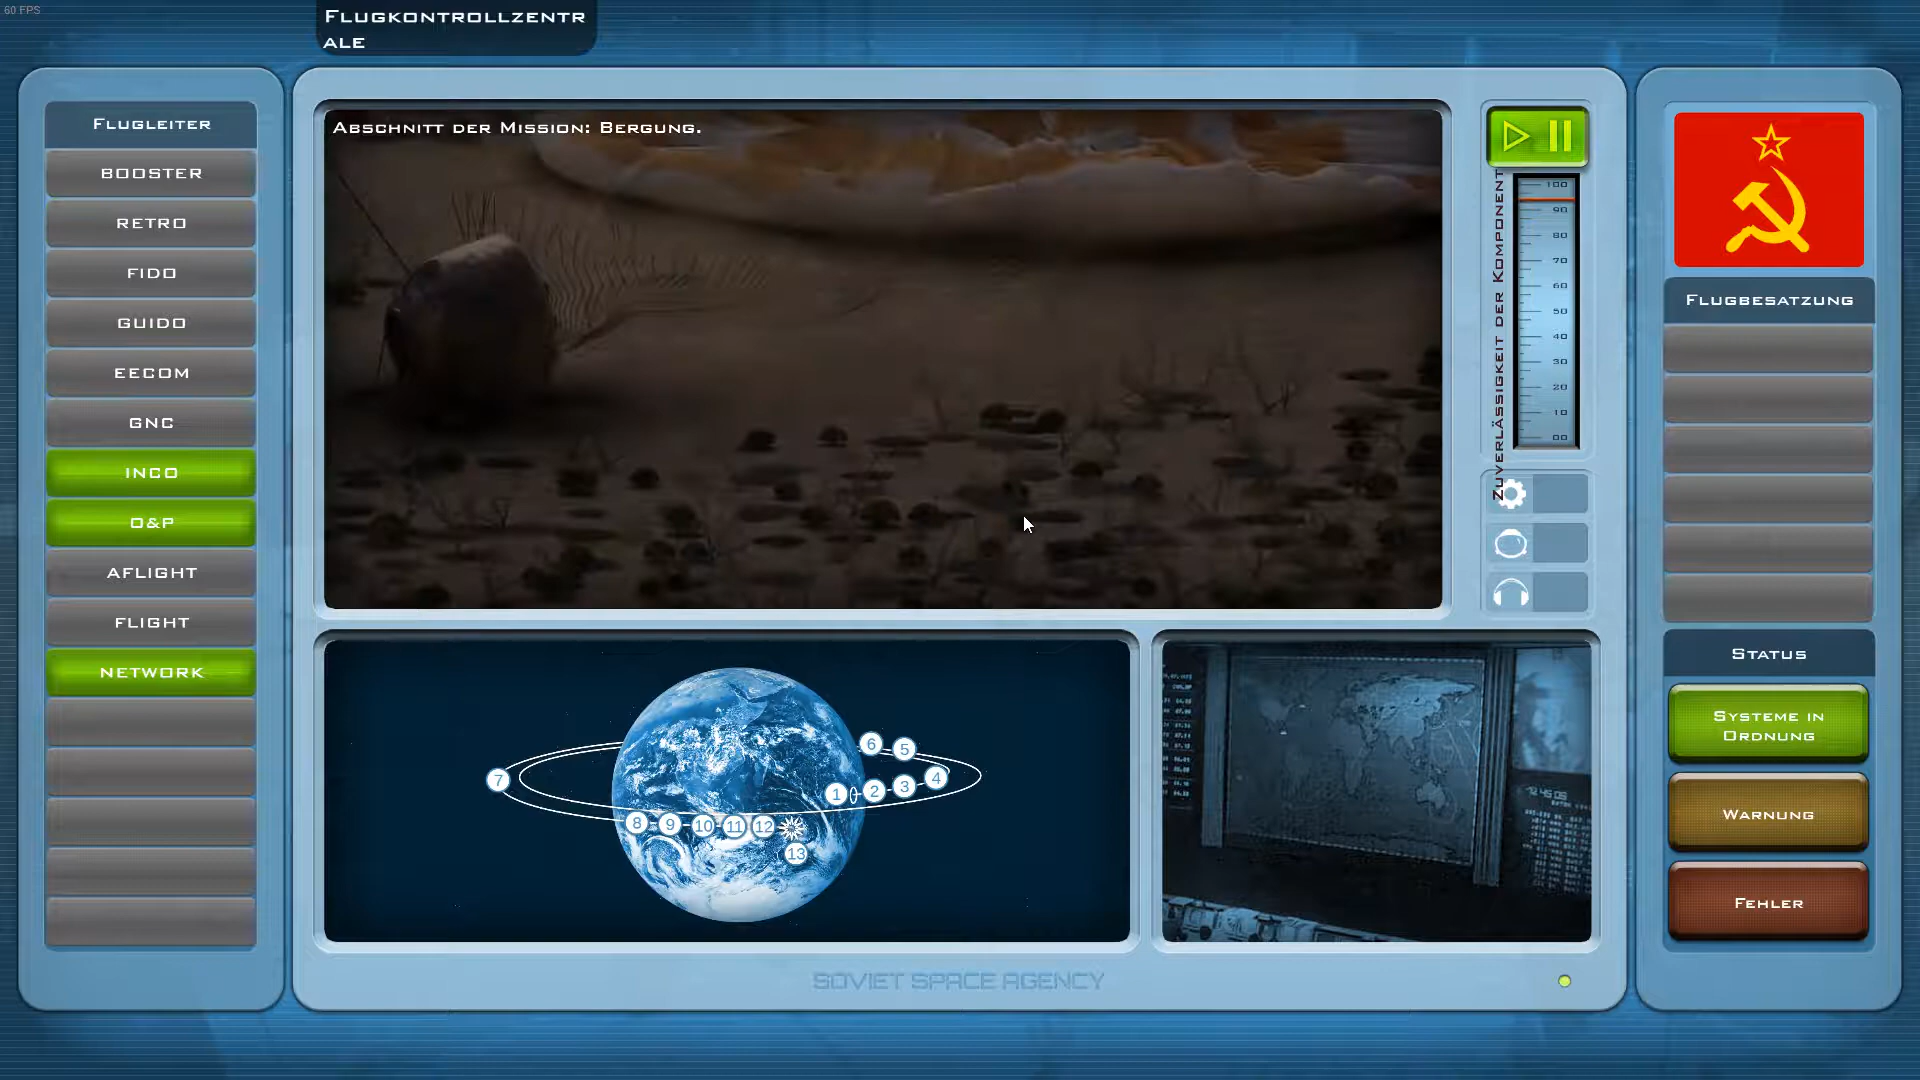 60 FPS
Flugkontrollzentr
ale
Flugleiter
BOOSTER
RETRO
FIDO
GUIDO
EECOM
GNC
INCO
O&P
AFLIGHT
FLIGHT
NETWORK
Abschnitt der Mission: Bergung.
Zuverlässigkeit der Komponent
100
90
80
70
60
50
40
30
20
10
00
Flugbesatzung
Status
Systeme in
Ordnung
Warnung
Fehler
6
5
7
4
3
2
1
8
9
10
11
12
13
SOVIET SPACE AGENCY